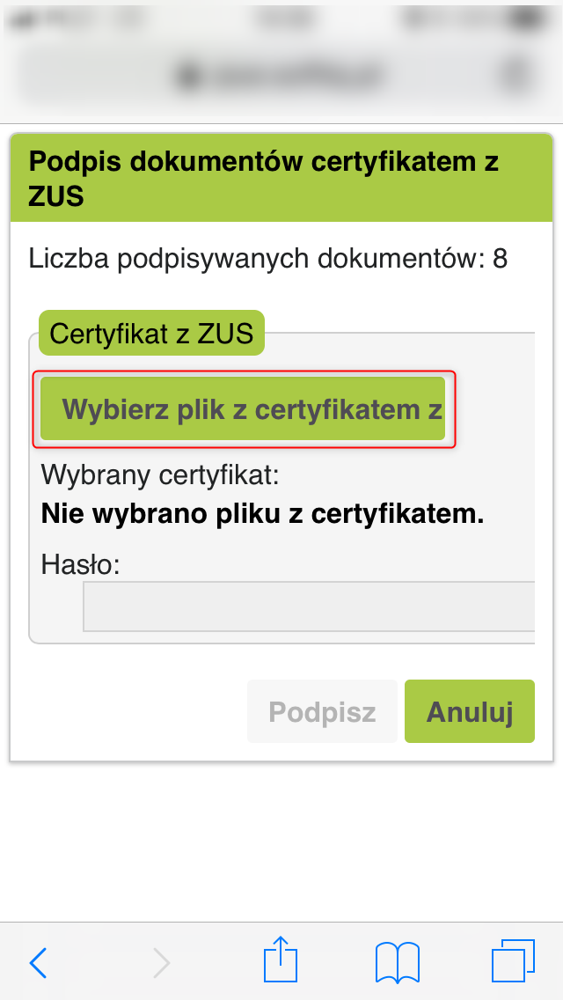 Podpis dokumentów certyfikatem z
ZUS
Liczba podpisywanych dokumentów: 8
Certyfikat z ZUS
Wybierz plik z certyfikatem z
Wybrany certyfikat:
Nie wybrano pliku z certyfikatem.
Hasło:
Podpisz
Anuluj